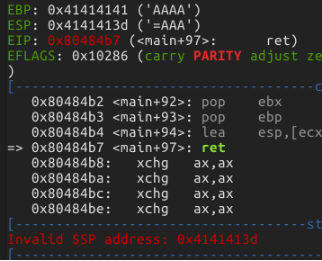 EBP: 0x41414141 ('AAAA')
ESP: 0x4141413d ('=AAA')
EIP: 0x80484b7 (<main+97>: ret)
EFLAGS: 0x10286 (carry PARITY adjust ze
)
[-------------------------------------c
0x80484b2 <main+92>: pop ebx
0x80484b3 <main+93>: pop ebp
0x80484b4 <main+94>: lea esp,[ecx
=> 0x80484b7 <main+97>: ret
0x80484b8: xchg ax,ax
0x80484ba: xchg ax,ax
0x80484bc: xchg ax,ax
0x80484be: xchg ax,ax
[------------------------------------st
Invalid $SP address: 0x4141413d
[--------------------------------------